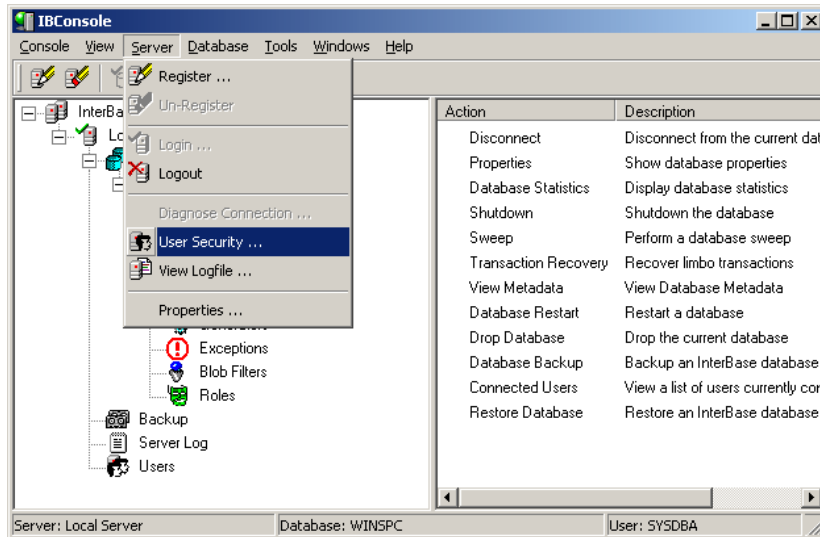 IBConsole
Console View Server Database Tools Windows Help
Register ...
Un-Register
Login ...
Logout
Diagnose Connection ...
User Security ...
View Logfile ...
Properties ...
InterBa
Lo
Exceptions
Blob Filters
Roles
Backup
Server Log
Users
Action Description
Disconnect Disconnect from the current dat
Properties Show database properties
Database Statistics Display database statistics
Shutdown Shutdown the database
Sweep Perform a database sweep
Transaction Recovery Recover limbo transactions
View Metadata View Database Metadata
Database Restart Restart a database
Drop Database Drop the current database
Database Backup Backup an InterBase database
Connected Users View a list of users currently cor
Restore Database Restore an InterBase database
Server: Local Server Database: WINSPC User: SYSDBA